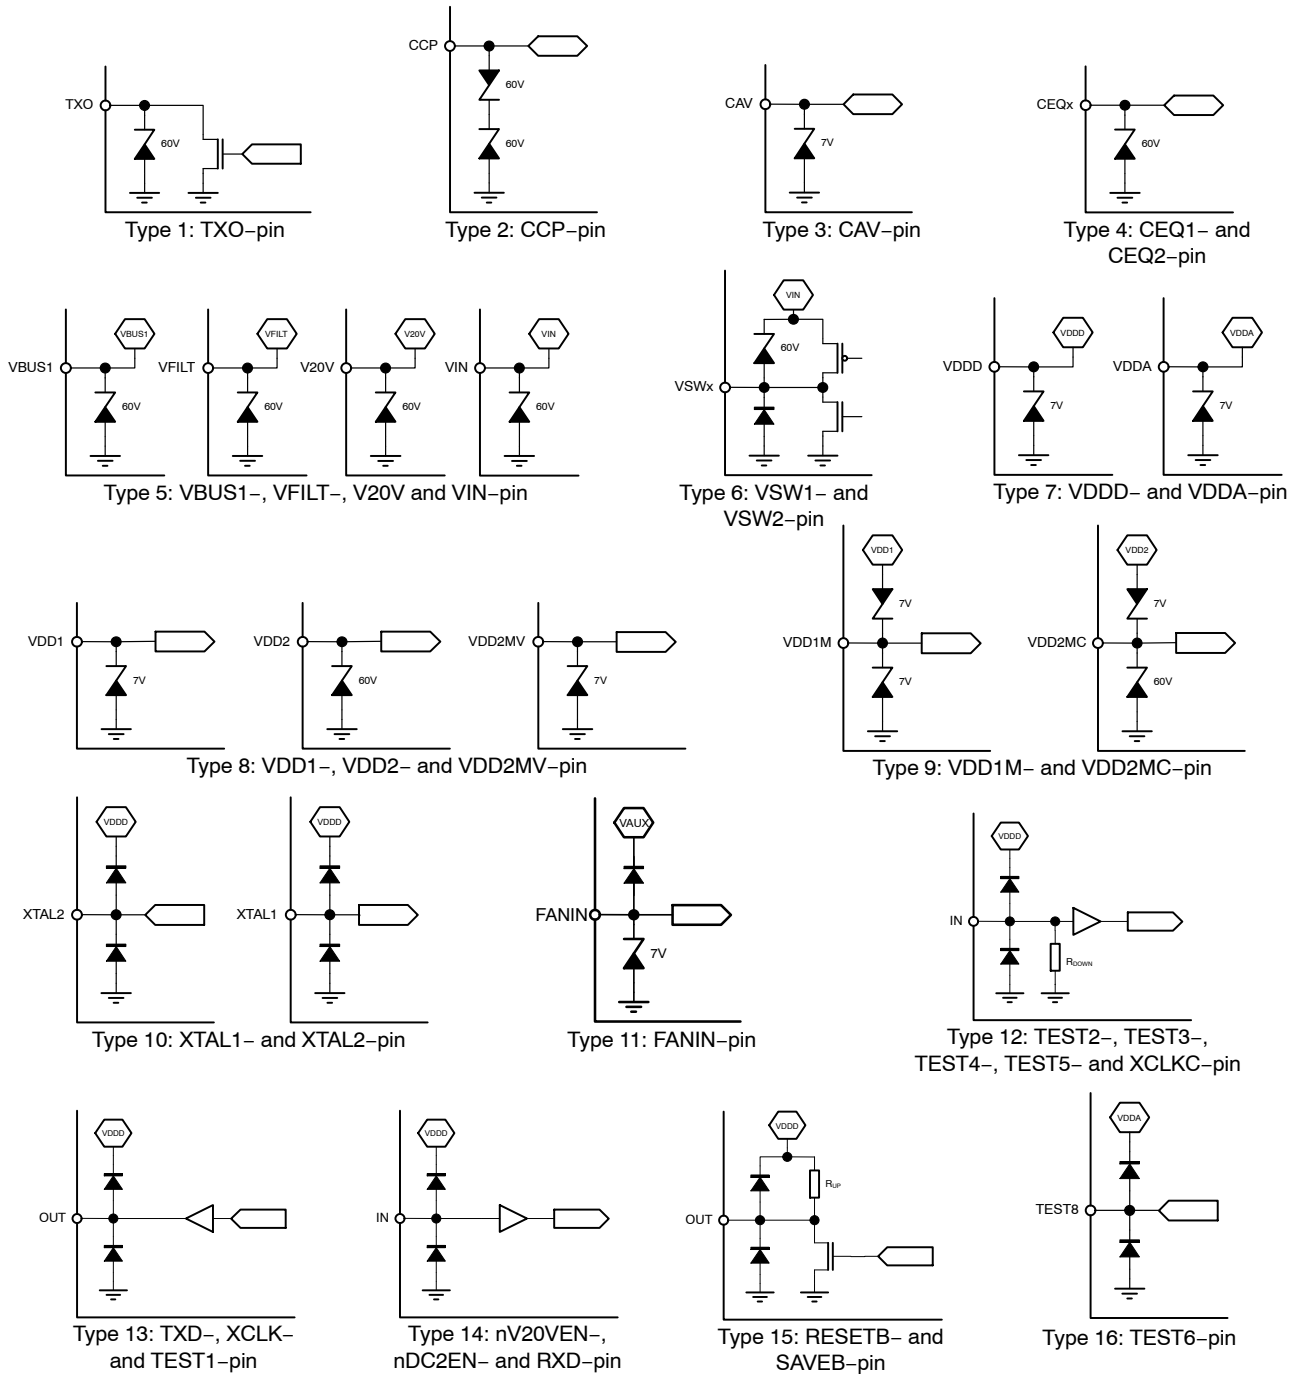 TXO
60V
Type 1: TXO–pin
CCP
60V
60V
Type 2: CCP–pin
CAV
7V
Type 3: CAV–pin
CEQx
60V
Type 4: CEQ1– and
CEQ2–pin
VBUS1
VBUS1
60V
VFILT
VFILT
60V
V20V
V20V
60V
VIN
VIN
60V
Type 5: VBUS1–, VFILT–, V20V and VIN–pin
VIN
60V
VSWx
Type 6: VSW1– and
VSW2–pin
VDDD
VDDD
7V
VDDA
VDDA
7V
Type 7: VDDD– and VDDA–pin
VDD1
7V
VDD2
60V
VDD2MV
7V
Type 8: VDD1–, VDD2– and VDD2MV–pin
VDD1
7V
VDD1M
7V
VDD2
7V
VDD2MC
60V
Type 9: VDD1M– and VDD2MC–pin
VDDD
XTAL2
VDDD
XTAL1
Type 10: XTAL1– and XTAL2–pin
VAUX
FANIN
7V
Type 11: FANIN–pin
VDDD
IN
RDOWN
Type 12: TEST2–, TEST3–,
TEST4–, TEST5– and XCLKC–pin
VDDD
OUT
Type 13: TXD–, XCLK–
and TEST1–pin
VDDD
IN
Type 14: nV20VEN–,
nDC2EN– and RXD–pin
VDDD
RUP
OUT
Type 15: RESETB– and
SAVEB–pin
VDDA
TEST8
Type 16: TEST6–pin